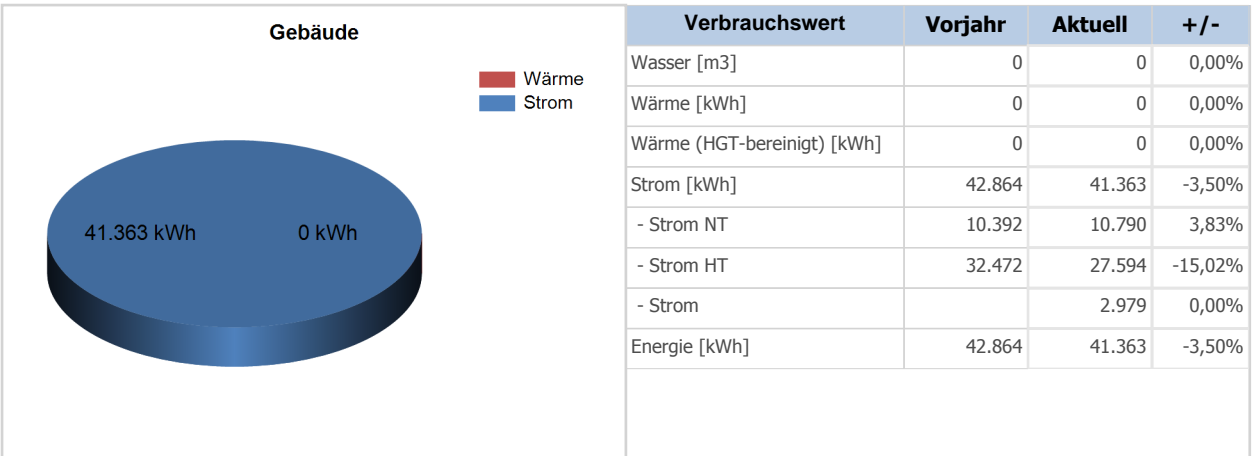 Gebäude
Wärme
Strom
41.363 kWh 0 kWh
Verbrauchswert Vorjahr Aktuell +/-
Wasser [m3] 0 0 0,00%
Wärme [kWh] 0 0 0,00%
Wärme (HGT-bereinigt) [kWh] 0 0 0,00%
Strom [kWh] 42.864 41.363 -3,50%
- Strom NT 10.392 10.790 3,83%
- Strom HT 32.472 27.594 -15,02%
- Strom 2.979 0,00%
Energie [kWh] 42.864 41.363 -3,50%